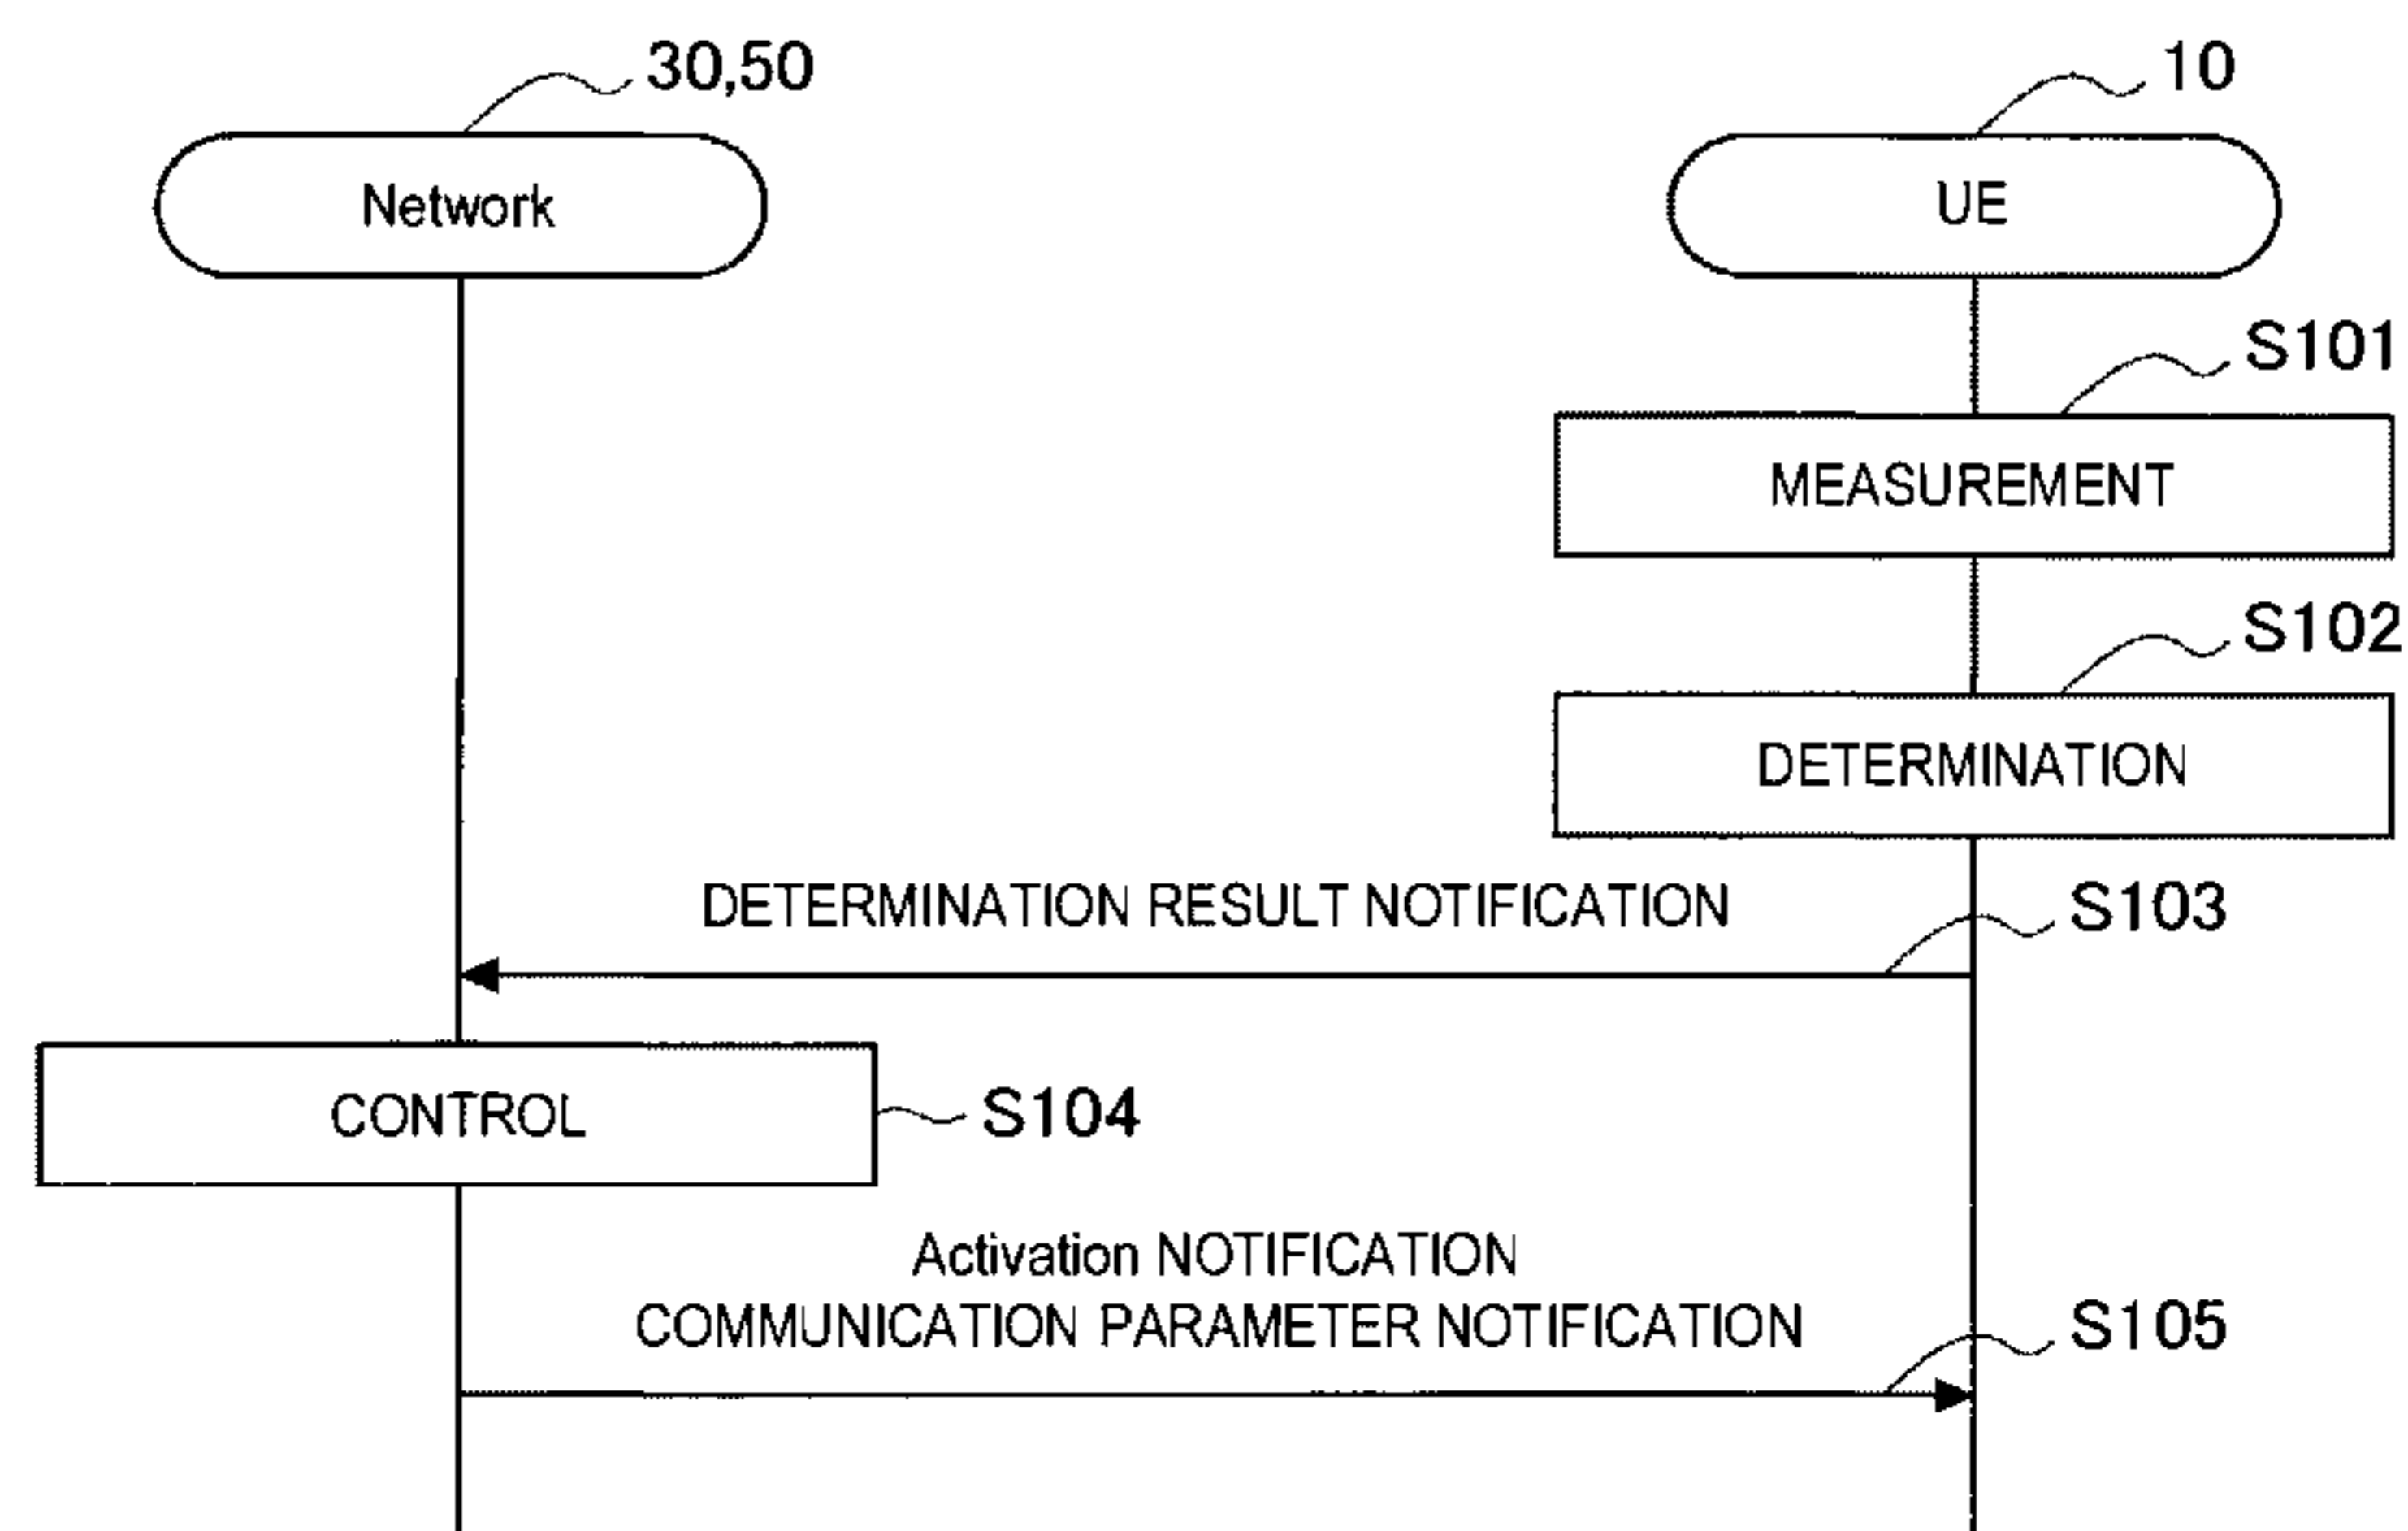 30,50
10
Network
UE
S101
MEASUREMENT
S102
DETERMINATION
DETERMINATION RESULT NOTIFICATION
S103
CONTROL
S104
Activation NOTIFICATION
COMMUNICATION PARAMETER NOTIFICATION
S105